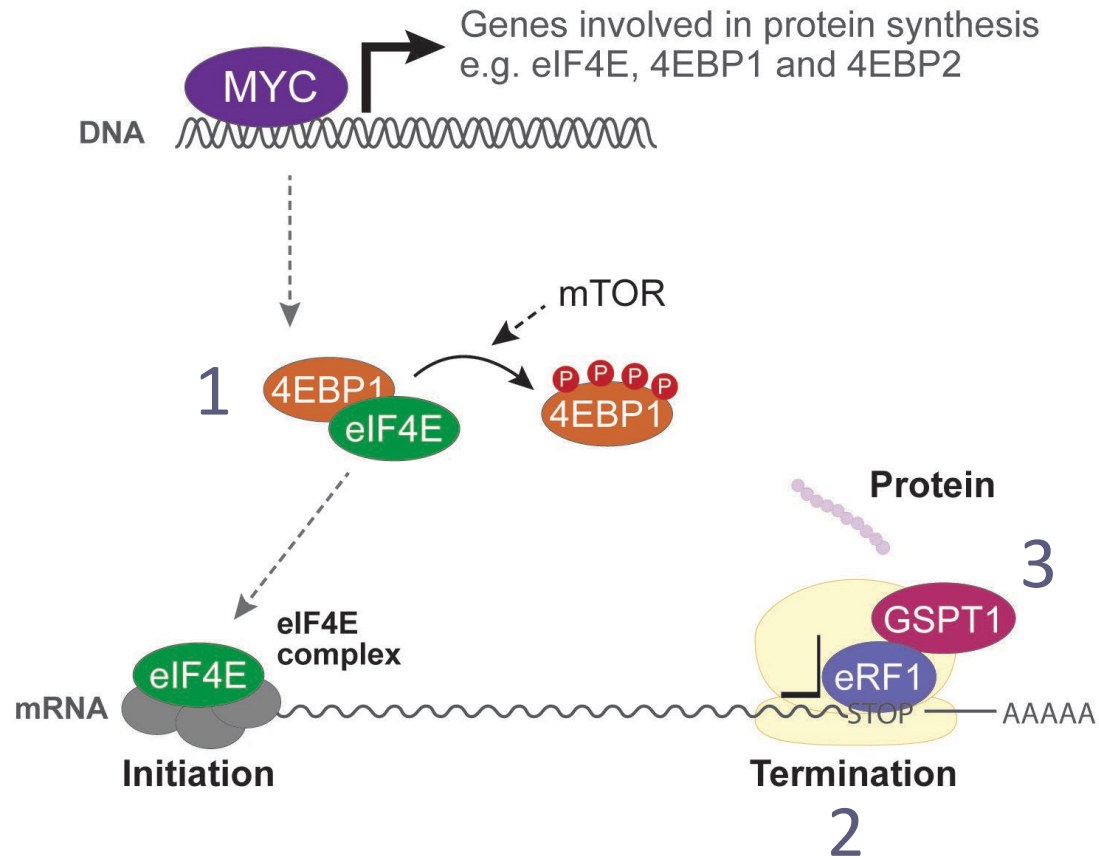 Genes involved in protein synthesis
e.g. eIF4E, 4EBP1 and 4EBP2
MYC
DNA
mTOR
1
4EBP1
eIF4E
P P P P
4EBP1
Protein
3
GSPT1
eRF1
eIF4E
complex
eIF4E
mRNA
STOP
AAAAA
Initiation
Termination
2